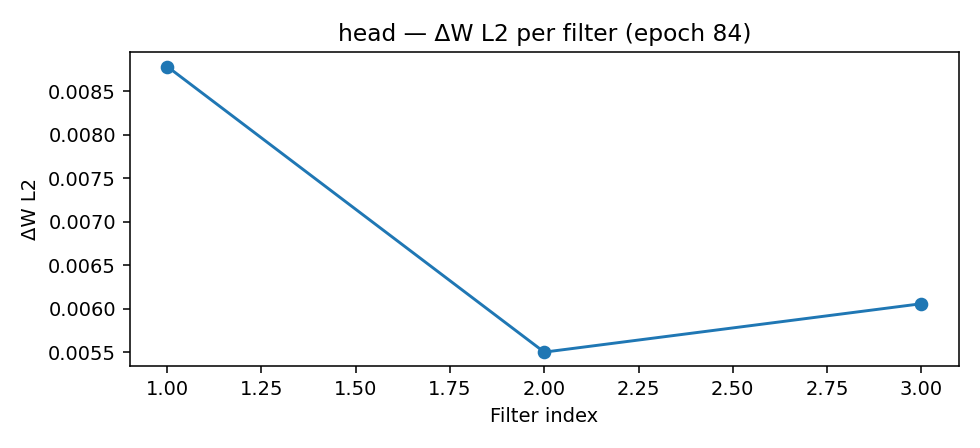 head — ΔW L2 per filter (epoch 84)
ΔW L2
0.0085
0.0080
0.0075
0.0070
0.0065
0.0060
0.0055
1.00 1.25 1.50 1.75 2.00 2.25 2.50 2.75 3.00
Filter index